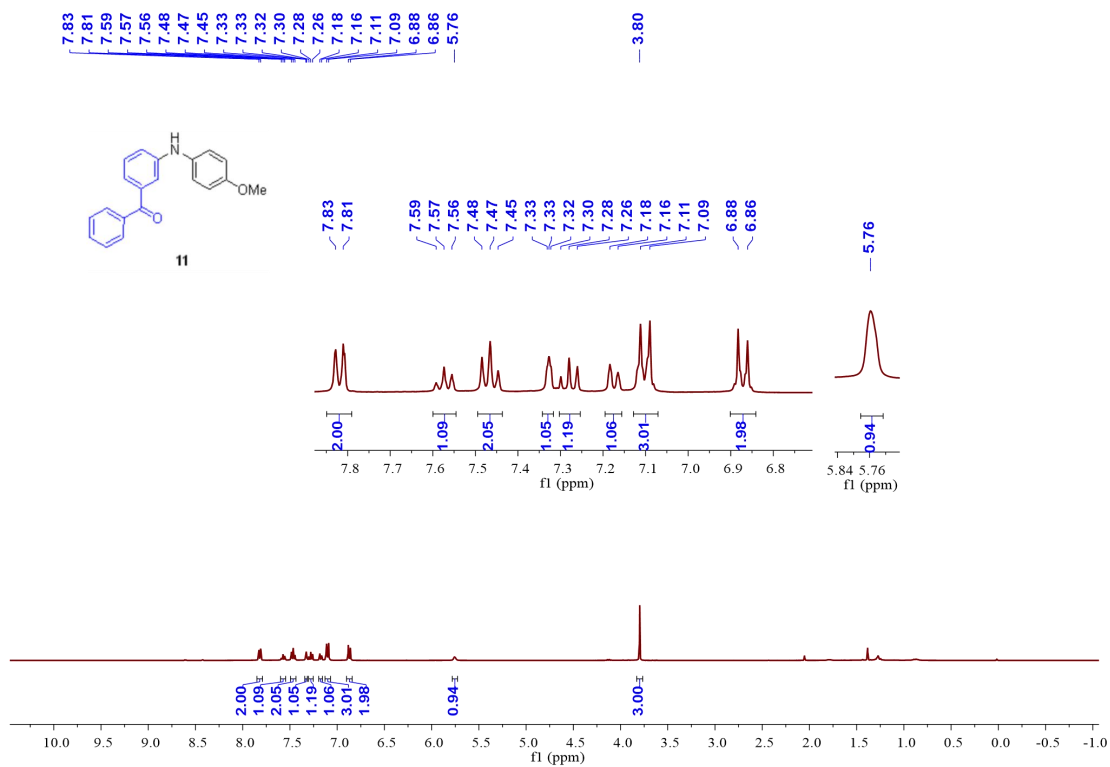 7.83 7.81 7.59 7.57 7.56 7.48 7.47 7.45 7.33 7.33 7.32 7.30 7.28 7.26 7.18 7.16 7.11 7.09 6.88 6.86 5.76 3.80
H
N
OMe
O
11
7.83 7.81 7.59 7.57 7.56 7.48 7.47 7.45 7.33 7.33 7.32 7.30 7.28 7.26 7.18 7.16 7.11 7.09 6.88 6.86 5.76
2.00 1.09 2.05 1.05 1.19 1.06 3.01 1.98 0.94
7.8 7.7 7.6 7.5 7.4 7.3 7.2 7.1 7.0 6.9 6.8 5.84 5.76
f1 (ppm) f1 (ppm)
2.00 1.09 2.05 1.05 1.19 1.06 3.01 1.98 0.94 3.00
10.0 9.5 9.0 8.5 8.0 7.5 7.0 6.5 6.0 5.5 5.0 4.5 4.0 3.5 3.0 2.5 2.0 1.5 1.0 0.5 0.0 -0.5 -1.0
f1 (ppm)